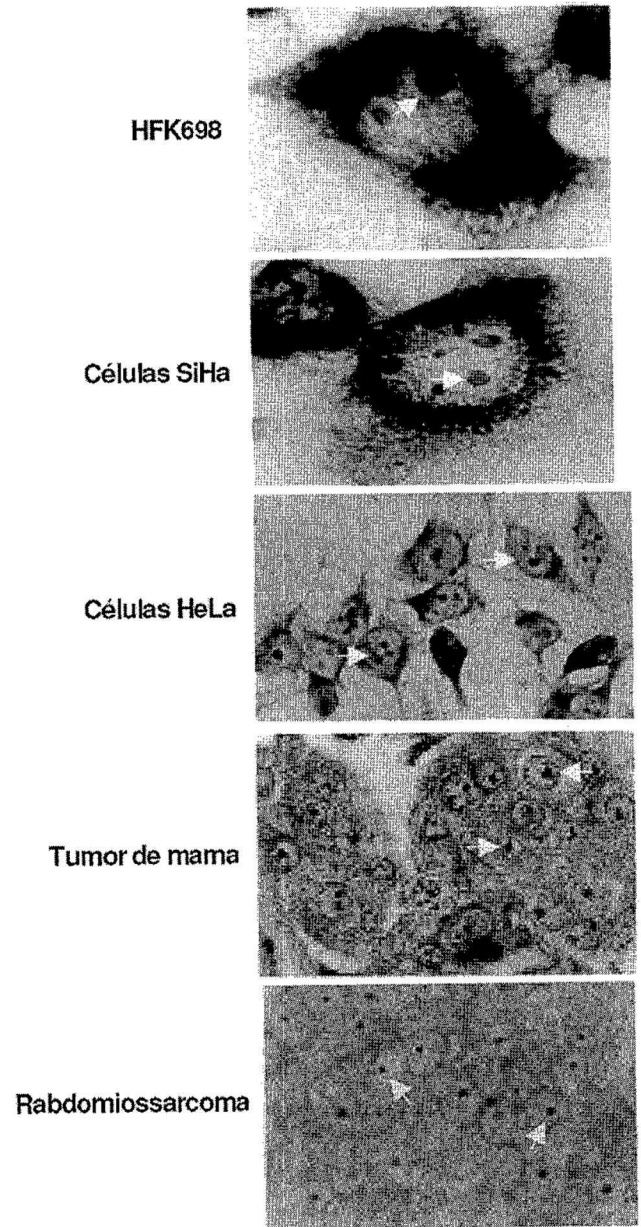 HFK698
Células SiHa
Células HeLa
Tumor de mama
Rabdomiossarcoma